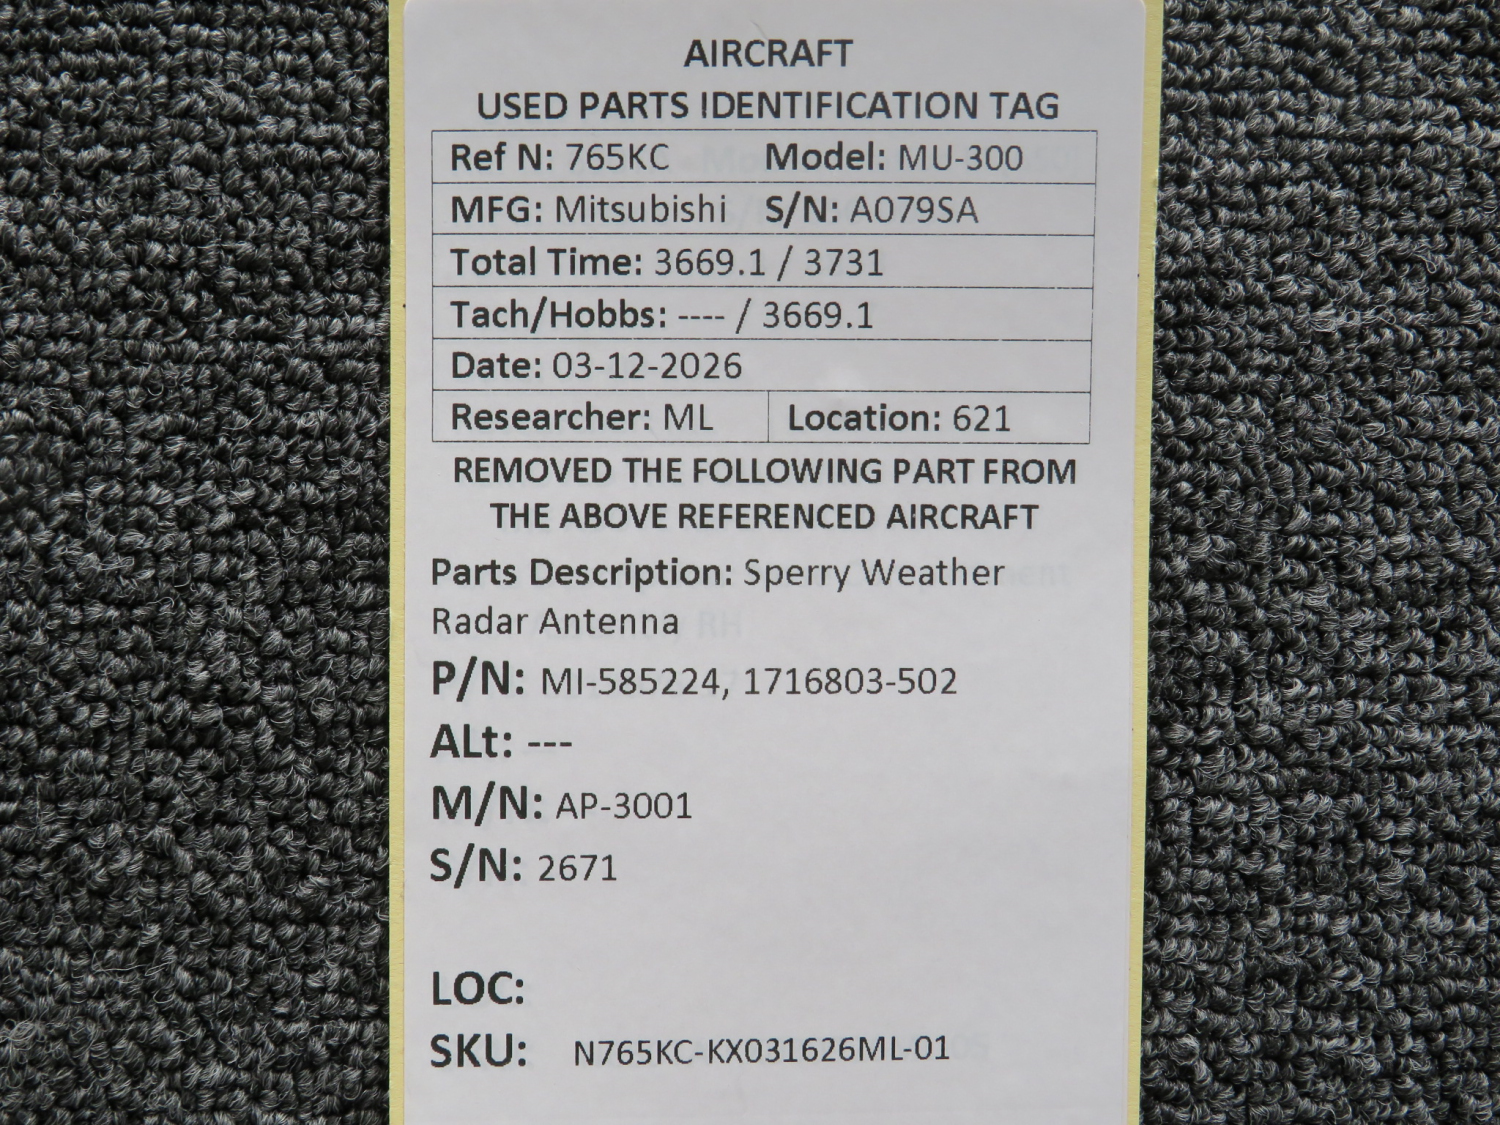 AIRCRAFT
USED PARTS IDENTIFICATION TAG
Ref N: 765KC Model: MU-300
MFG: Mitsubishi S/N: A079SA
Total Time: 3669.1 / 3731
Tach/Hobbs: ---- / 3669.1
Date: 03-12-2026
Researcher: ML Location: 621
REMOVED THE FOLLOWING PART FROM
THE ABOVE REFERENCED AIRCRAFT
Parts Description: Sperry Weather
Radar Antenna
P/N: MI-585224, 1716803-502
ALt: ---
M/N: AP-3001
S/N: 2671
LOC:
SKU: N765KC-KX031626ML-01